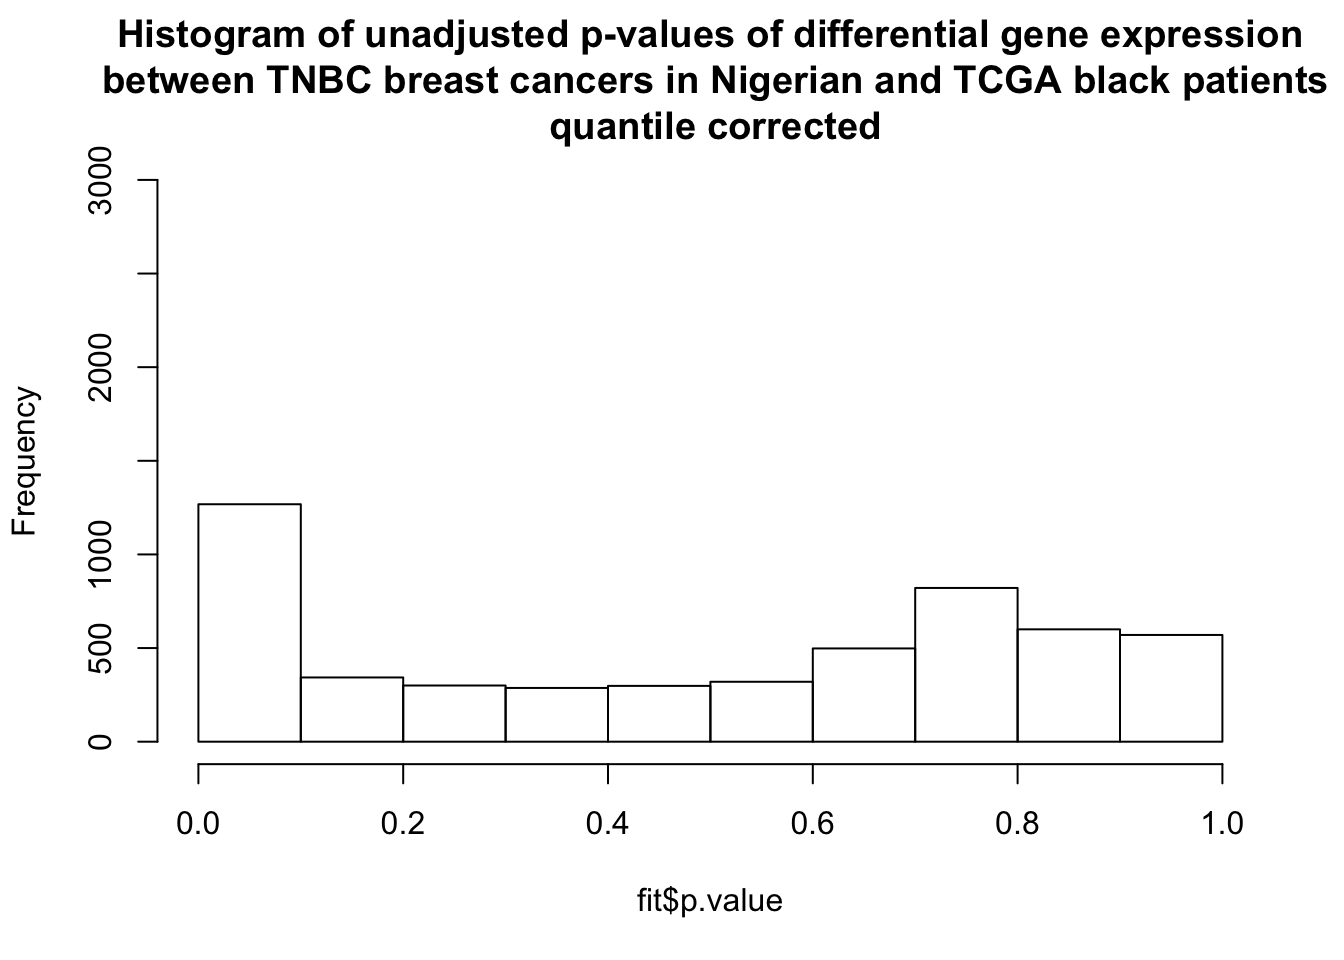 Histogram of unadjusted p-values of differential gene expression
between TNBC breast cancers in Nigerian and TCGA black patients
quantile corrected
3000
2000
1000
500
0
Frequency
0.0 0.2 0.4 0.6 0.8 1.0
fit$p.value